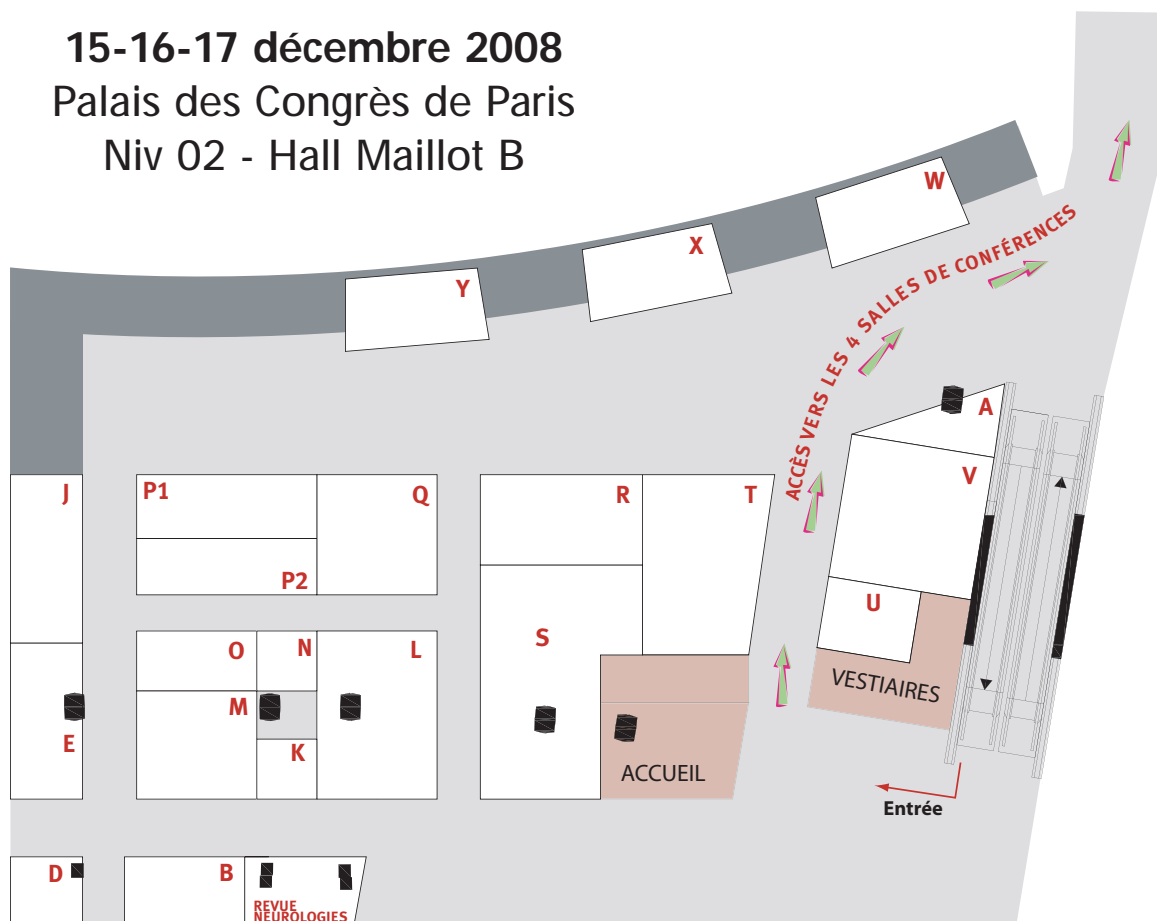 15-16-17 décembre 2008
Palais des Congrès de Paris
Niv 02 - Hall Maillot B
W
X
Y
ACCÈS VERS LES 4 SALLES DE CONFÉRENCES
A
V
J
P1
Q
R
T
P2
U
S
O
N
L
VESTIAIRES
M
E
K
ACCUEIL
Entrée
D
B
REVUE
NEUROLOGIES